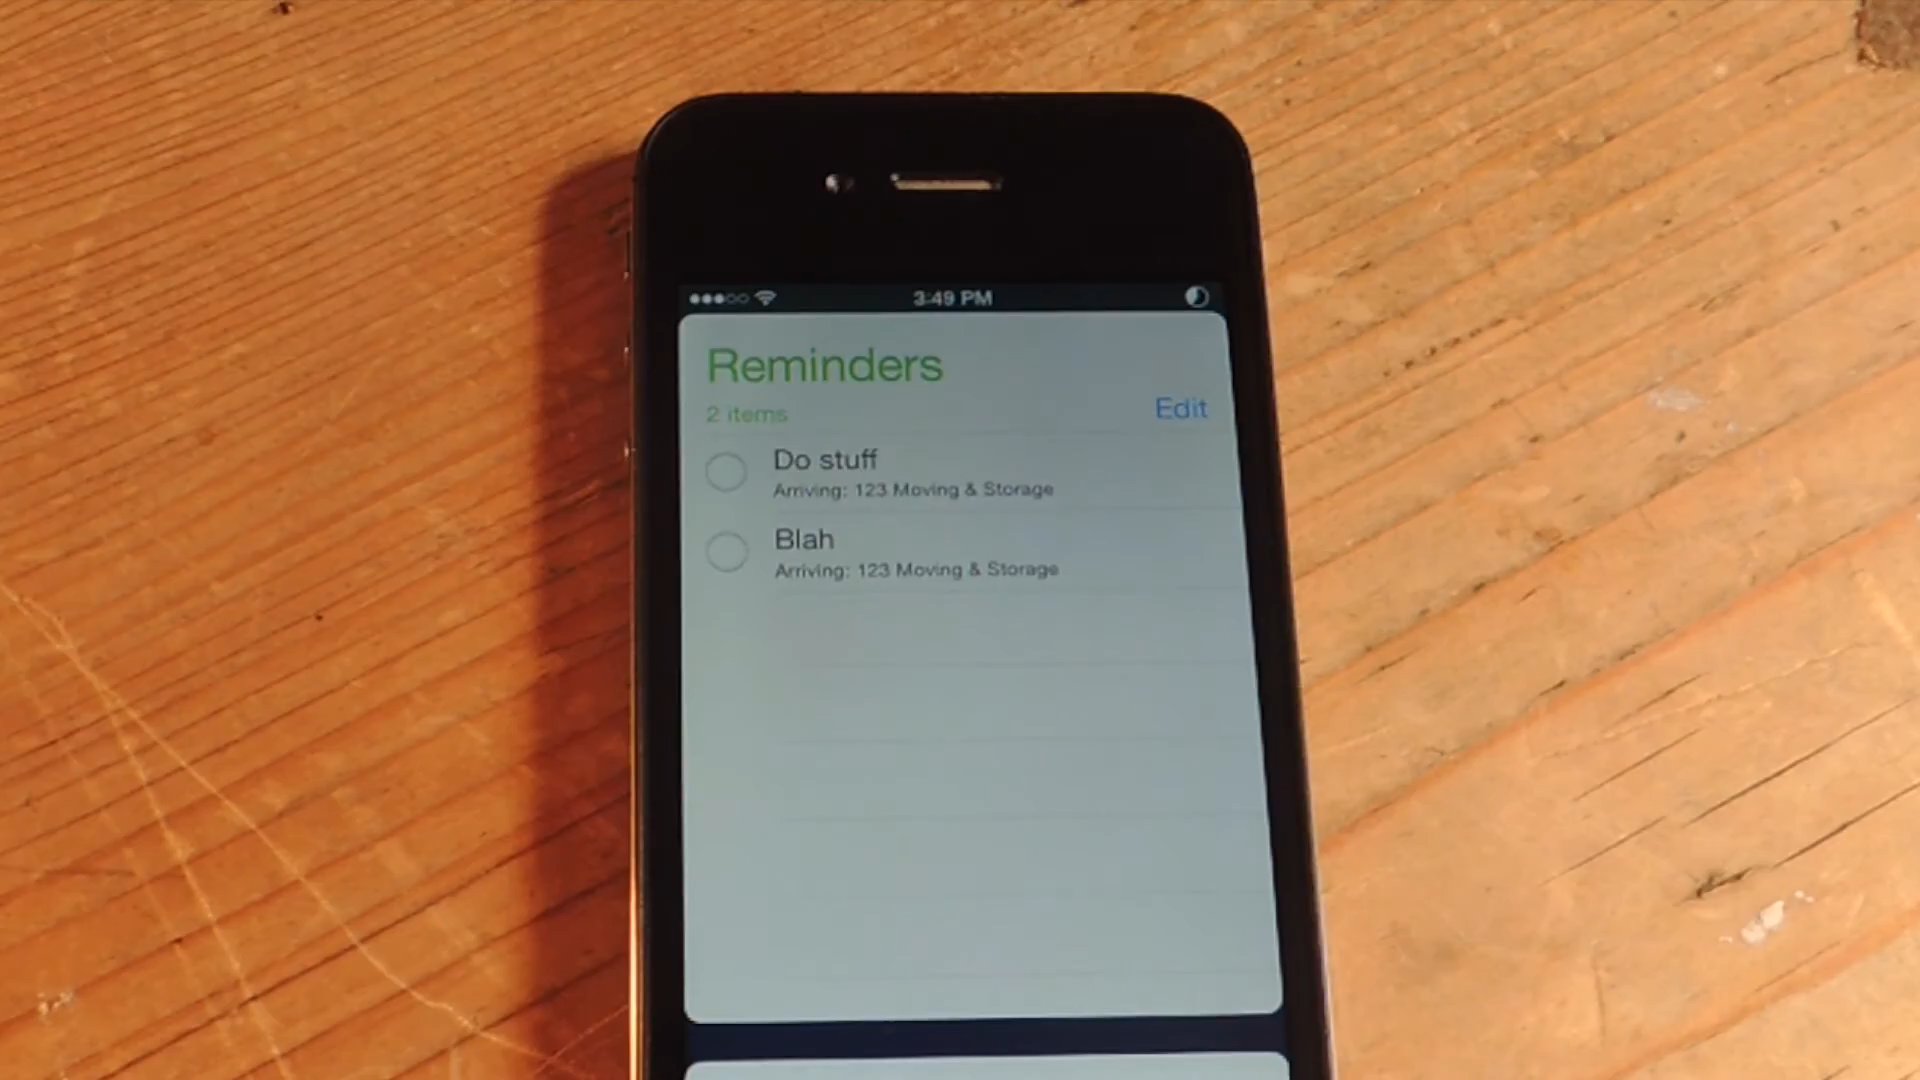 3:49 PM
Reminders
2 items
Edit
Do stuff
Arriving: 123 Moving & Storage
Blah
Arriving: 123 Moving & Storage